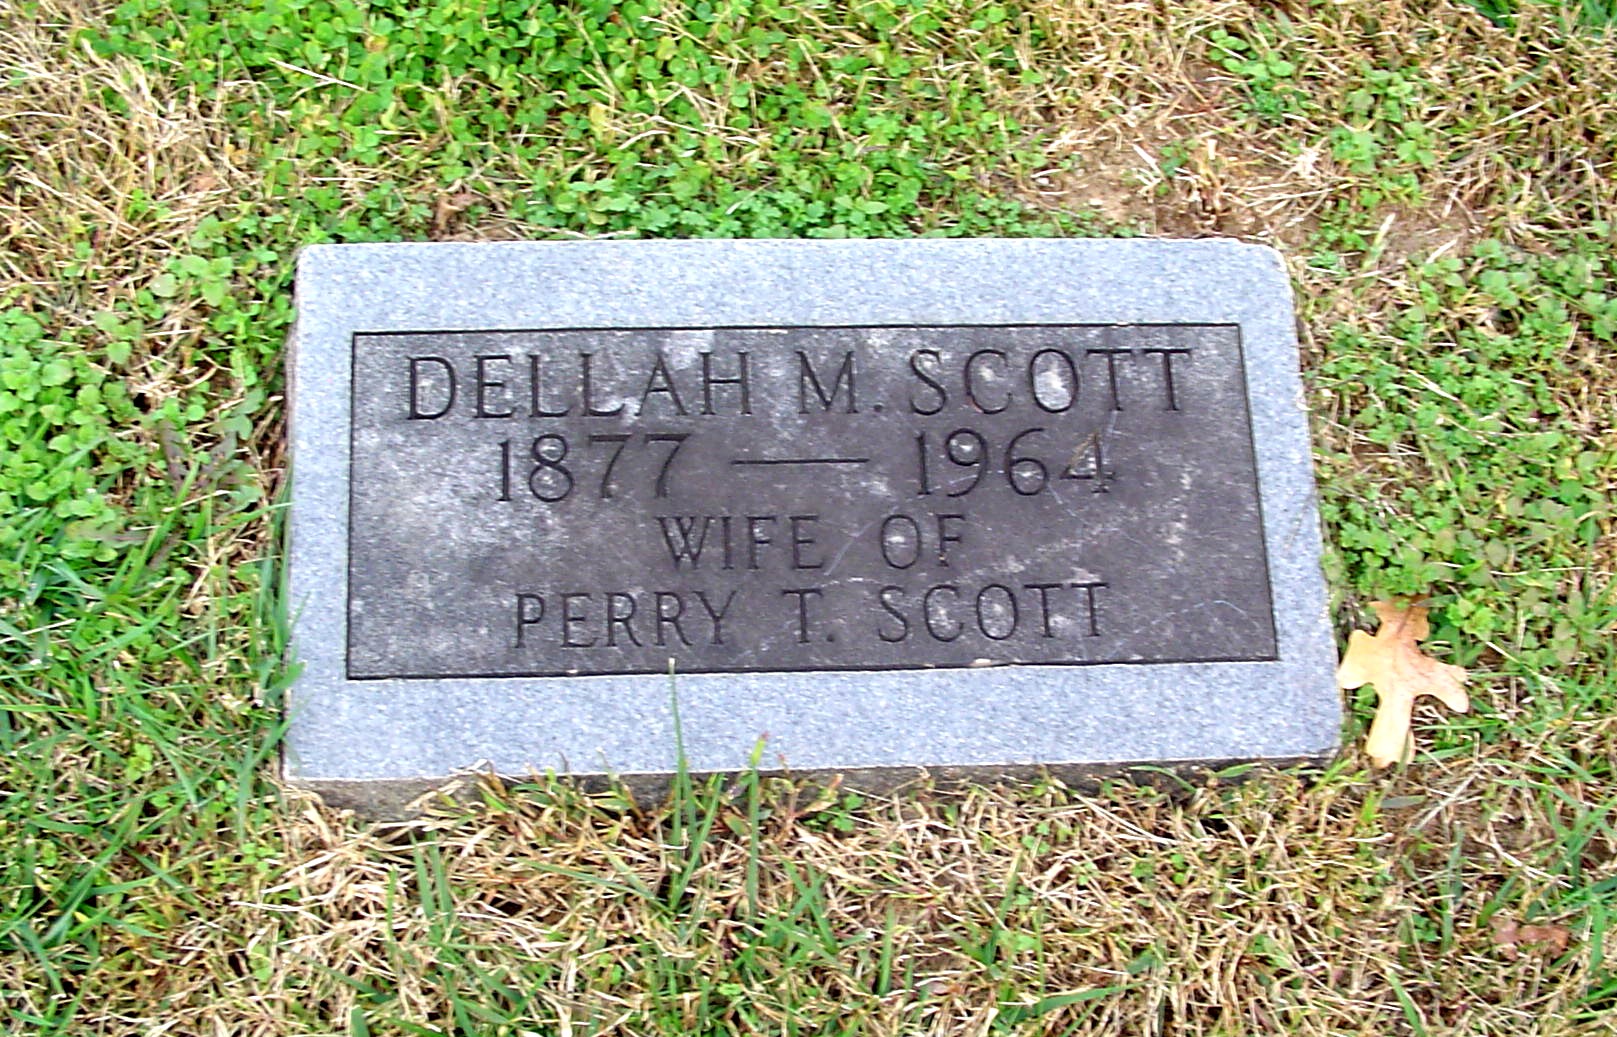 DELLAH M. SCOTT
1877 — 1964
WIFE OF
PERRY T. SCOTT